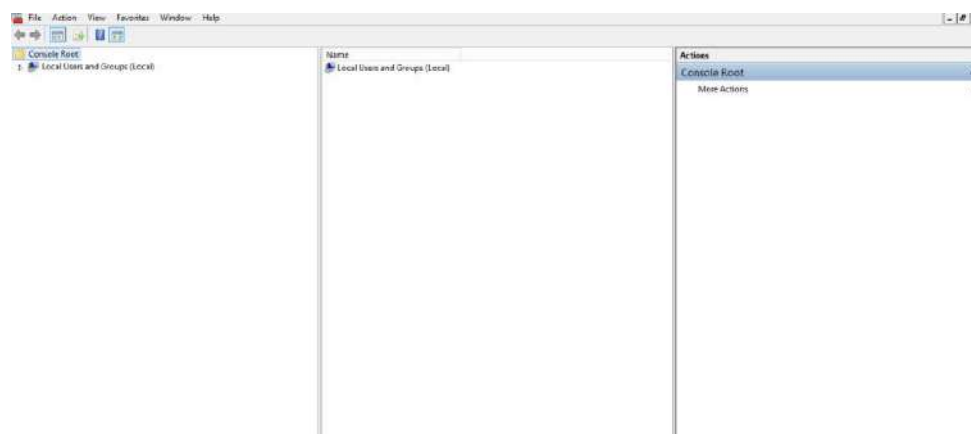 File Action View Favorites Window Help
Console Root
Local Users and Groups (Local)
Name
Local Users and Groups (Local)
Actions
Console Root
More Actions